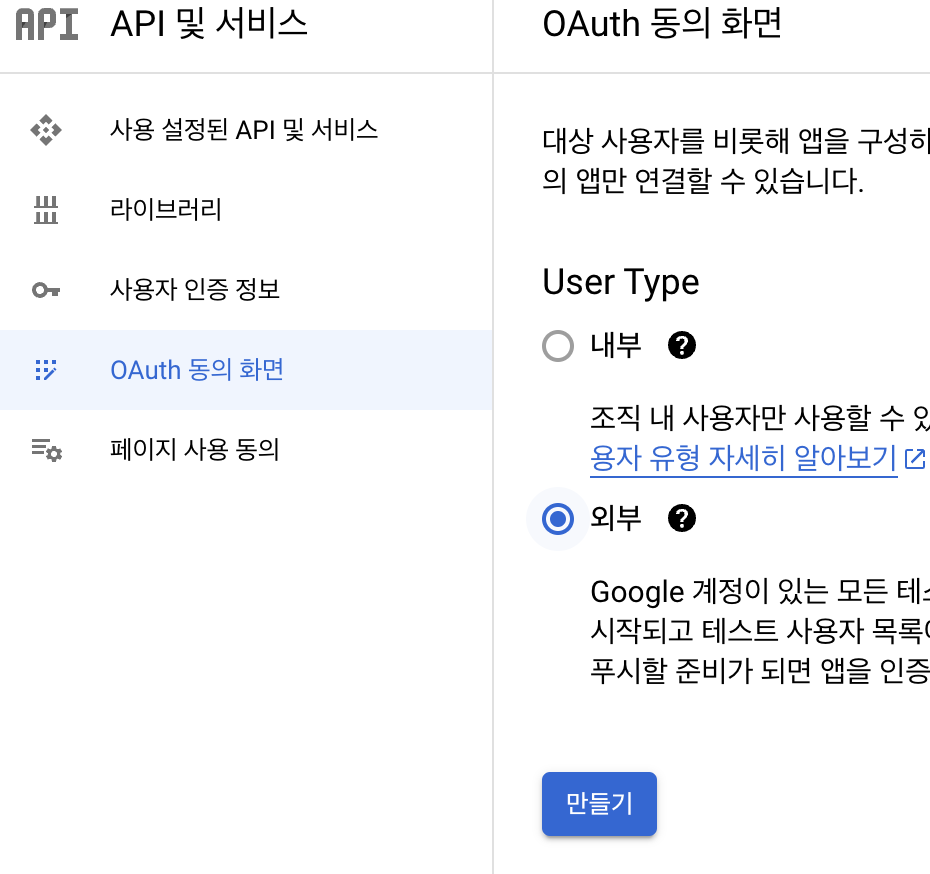 API API 및 서비스
사용 설정된 API 및 서비스
라이브러리
사용자 인증 정보
OAuth 동의 화면
페이지 사용 동의
OAuth 동의 화면
대상 사용자를 비롯해 앱을 구성하
의 앱만 연결할 수 있습니다.
User Type
내부
조직 내 사용자만 사용할 수 있
용자 유형 자세히 알아보기
외부
Google 계정이 있는 모든 테스
시작되고 테스트 사용자 목록에
푸시할 준비가 되면 앱을 인증
만들기